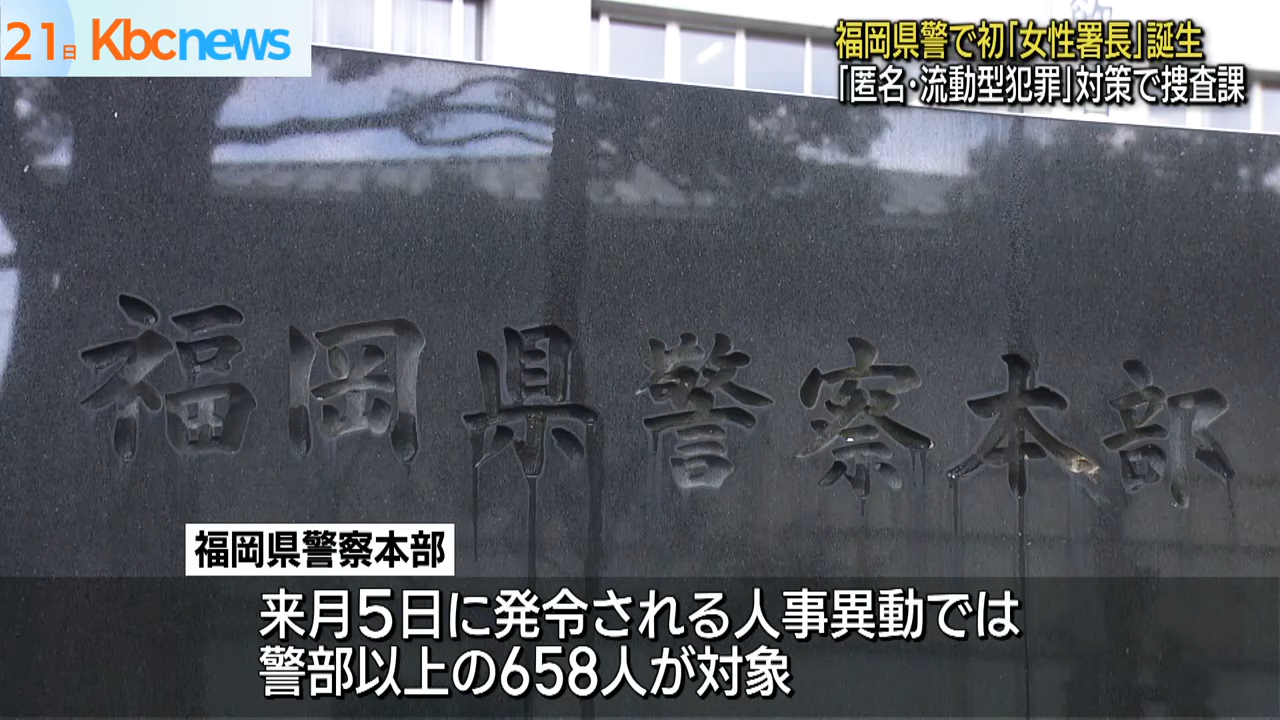 21日 Kbcnews
福岡県警で初「女性署長」誕生
「匿名・流動型犯罪」対策で捜査課
福岡県警察本部
福岡県警察本部
来月5日に発令される人事異動では
警部以上の658人が対象